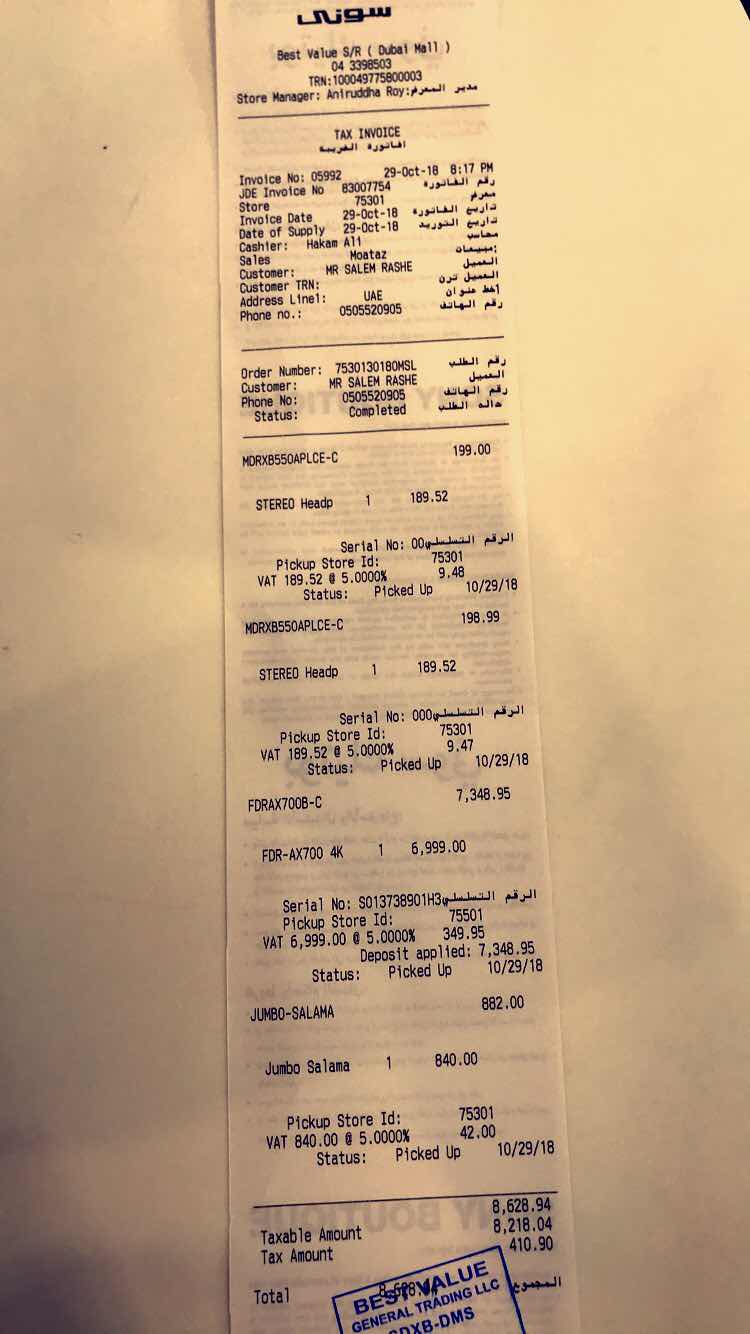 سوني
Best Value S/R ( Dubai Mall )
04 3398503
TRN:100049775800003
Store Manager: Aniruddha Roy:مدير المعرض
TAX INVOICE
فاتورة الضريبة
Invoice No: 05992 29-Oct-18 8:17 PM
JDE Invoice No 83007754 رقم الفاتورة
Store 75301 معرض
Invoice Date 29-Oct-18 تاريخ الفاتورة
Date of Supply 29-Oct-18 تاريخ التوريد
Cashier: Hakam Ali محاسب
Sales Moataz مبيعات:
Customer: MR SALEM RASHE العميل
Customer TRN: العميل ترن
Address Line1: UAE خط عنوان
Phone no.: 0505520905 رقم الهاتف
Order Number: 7530130180MSL رقم الطلب
Customer: MR SALEM RASHE العميل
Phone No: 0505520905 رقم الهاتف
Status: Completed حاله الطلب
MDRXB550APLCE-C 199.00
STEREO Headp 1 189.52
Serial No: 00الرقم التسلسلي
Pickup Store Id: 75301
VAT 189.52 @ 5.0000% 9.48
Status: Picked Up 10/29/18
MDRXB550APLCE-C 198.99
STEREO Headp 1 189.52
Serial No: 000الرقم التسلسلي
Pickup Store Id: 75301
VAT 189.52 @ 5.0000% 9.47
Status: Picked Up 10/29/18
FDRAX700B-C 7,348.95
FDR-AX700 4K 1 6,999.00
Serial No: S013738901H3الرقم التسلسلي
Pickup Store Id: 75501
VAT 6,999.00 @ 5.0000% 349.95
Deposit applied: 7,348.95
Status: Picked Up 10/29/18
JUMBO-SALAMA 882.00
Jumbo Salama 1 840.00
Pickup Store Id: 75301
VAT 840.00 @ 5.0000% 42.00
Status: Picked Up 10/29/18
8,628.94
Taxable Amount 8,218.04
Tax Amount 410.90
Total 8,628.94 المجموع
BEST VALUE
GENERAL TRADING LLC
DXB-DMS